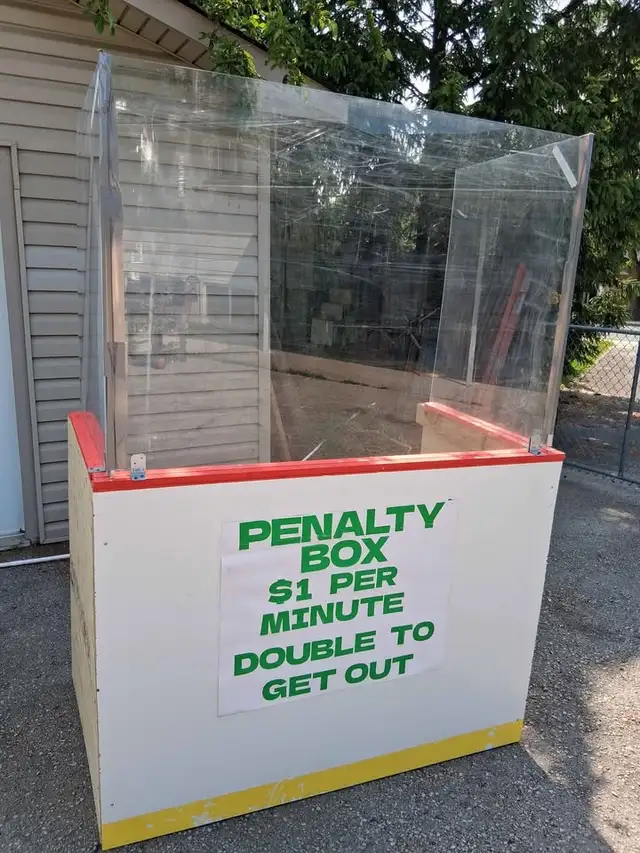 PENALTY
BOX
$1 PER
MINUTE
DOUBLE TO
GET OUT